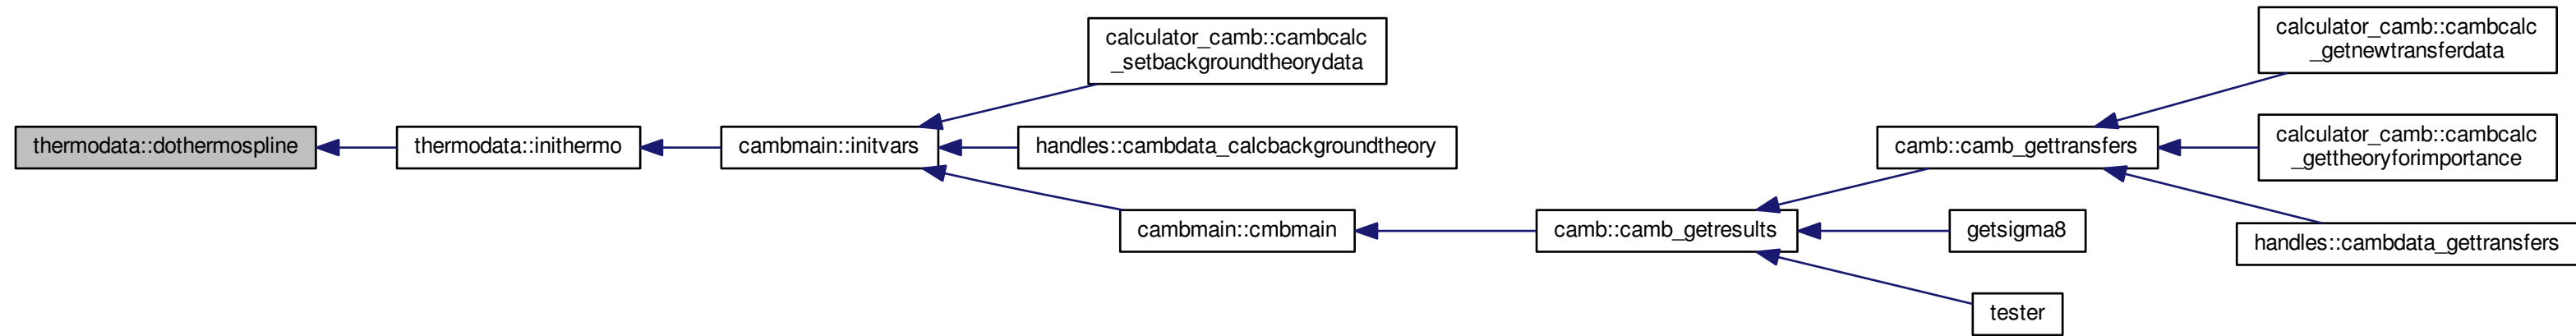 thermodata::dothermospline
thermodata::inithermo
cambmain::initvars
calculator_camb::cambcalc
_setbackgroundtheorydata
handles::cambdata_calcbackgroundtheory
cambmain::cmbmain
camb::camb_getresults
camb::camb_gettransfers
getsigma8
tester
calculator_camb::cambcalc
_getnewtransferdata
calculator_camb::cambcalc
_gettheoryforimportance
handles::cambdata_gettransfers